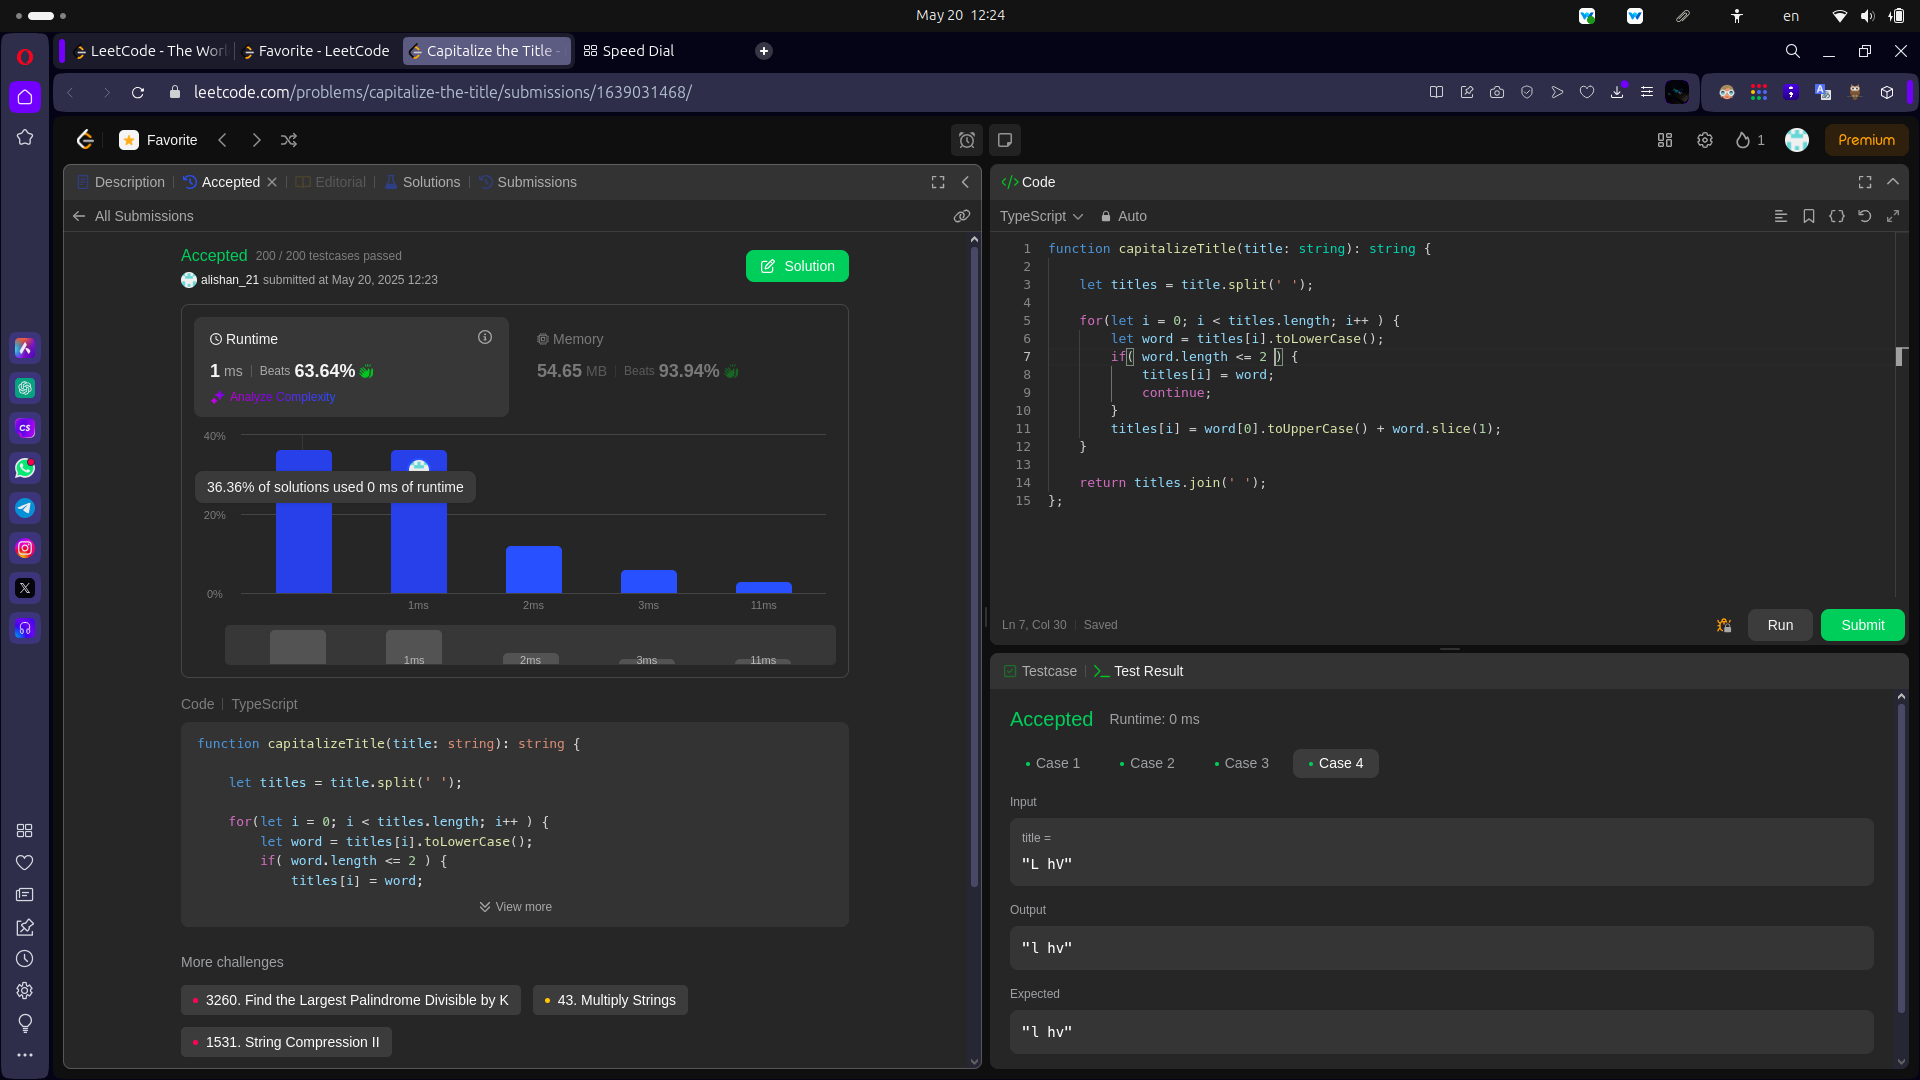 May 20 12:24
en
LeetCode - The Worl
Favorite - LeetCode
Capitalize the Title -
Speed Dial
leetcode.com/problems/capitalize-the-title/submissions/1639031468/
Favorite
1
Premium
Description
Accepted
Editorial
Solutions
Submissions
All Submissions
Accepted 200 / 200 testcases passed
alishan_21 submitted at May 20, 2025 12:23
Solution
Runtime
1 ms Beats 63.64%
Analyze Complexity
Memory
54.65 MB Beats 93.94%
40%
36.36% of solutions used 0 ms of runtime
20%
0%
1ms 2ms 3ms 11ms
1ms 2ms 3ms 11ms
Code TypeScript
function capitalizeTitle(title: string): string {
let titles = title.split(' ');
for(let i = 0; i < titles.length; i++ ) {
let word = titles[i].toLowerCase();
if( word.length <= 2 ) {
titles[i] = word;
View more
More challenges
3260. Find the Largest Palindrome Divisible by K
43. Multiply Strings
1531. String Compression II
</> Code
TypeScript Auto
1 function capitalizeTitle(title: string): string {
2
3 let titles = title.split(' ');
4
5 for(let i = 0; i < titles.length; i++ ) {
6 let word = titles[i].toLowerCase();
7 if( word.length <= 2 ) {
8 titles[i] = word;
9 continue;
10 }
11 titles[i] = word[0].toUpperCase() + word.slice(1);
12 }
13
14 return titles.join(' ');
15 };
Ln 7, Col 30 Saved
Run
Submit
Testcase
Test Result
Accepted Runtime: 0 ms
Case 1 Case 2 Case 3 Case 4
Input
title =
"L hV"
Output
"l hv"
Expected
"l hv"